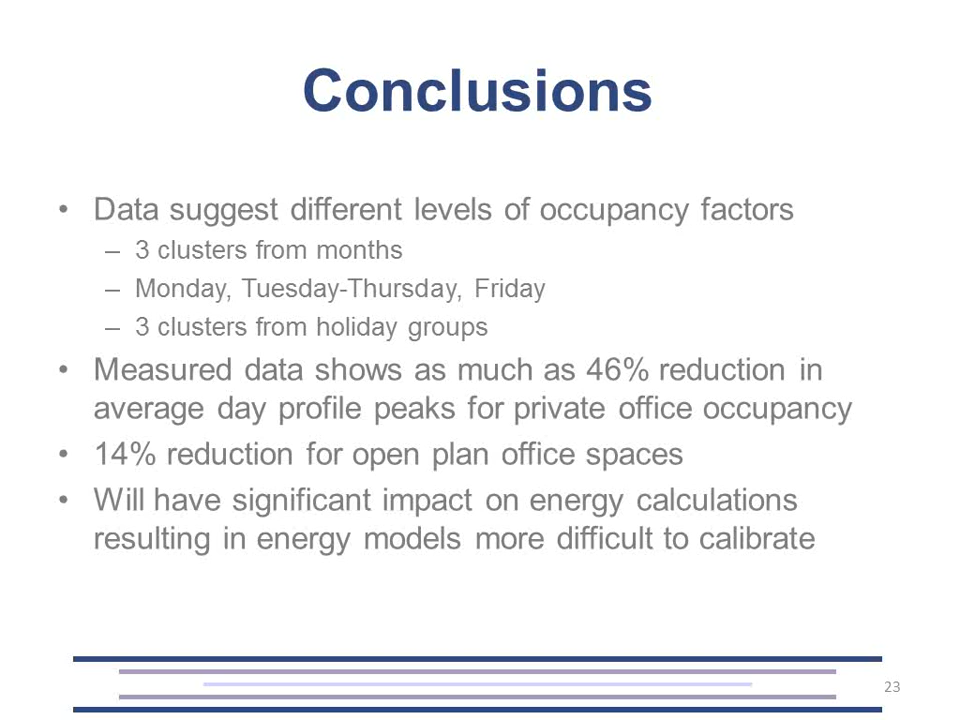 Conclusions
• Data suggest different levels of occupancy factors
– 3 clusters from months
– Monday, Tuesday-Thursday, Friday
– 3 clusters from holiday groups
• Measured data shows as much as 46% reduction in
average day profile peaks for private office occupancy
• 14% reduction for open plan office spaces
• Will have significant impact on energy calculations
resulting in energy models more difficult to calibrate
23